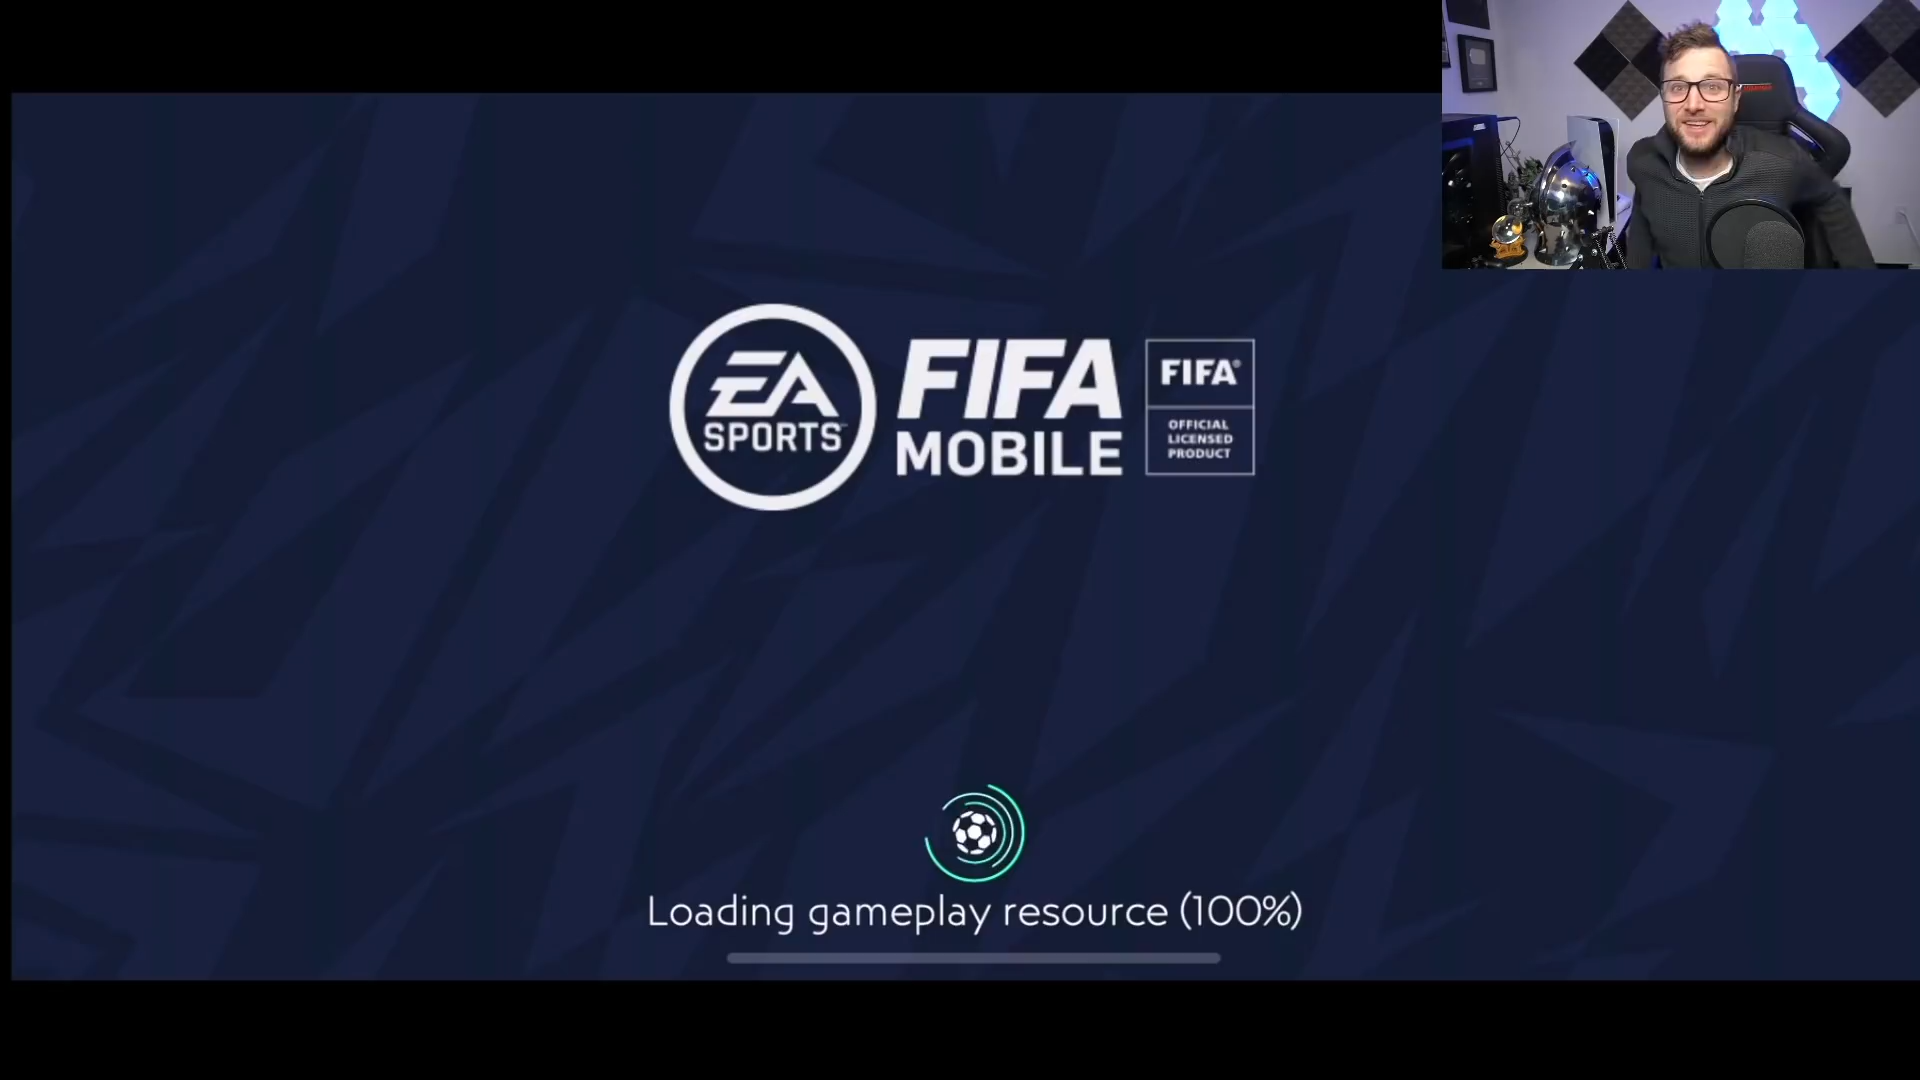 EA
SPORTS
FIFA
MOBILE
FIFA®
OFFICIAL
LICENSED
PRODUCT
Loading gameplay resource (100%)